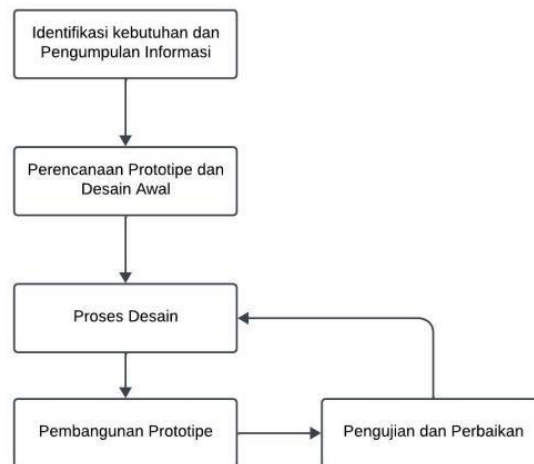 Identifikasi kebutuhan dan
Pengumpulan Informasi
Perencanaan Prototipe dan
Desain Awal
Proses Desain
Pembangunan Prototipe
Pengujian dan Perbaikan